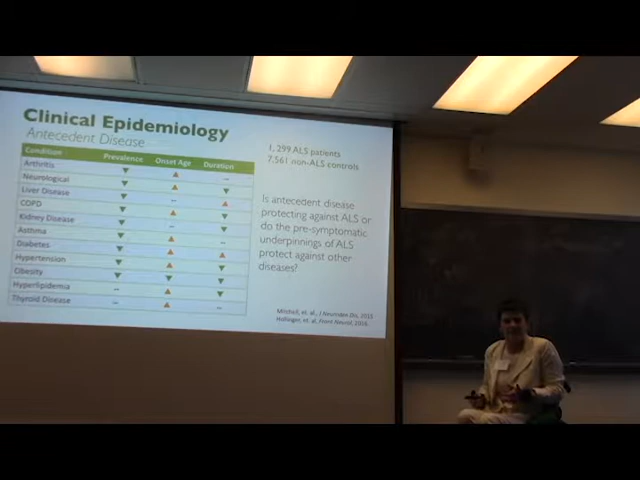 Clinical Epidemiology
Antecedent Disease
Condition Prevalence Onset Age Duration
Arthritis ▼ ▲ --
Neurological ▼ ▲ ▼
Liver Disease ▼ -- ▲
COPD ▼ ▲ ▼
Kidney Disease ▼ -- ▼
Asthma ▼ ▲ --
Diabetes ▼ ▲ ▲
Hypertension ▼ ▲ ▼
Obesity ▼ ▼ ▼
Hyperlipidemia -- ▲ ▼
Thyroid Disease -- ▲ --
1,299 ALS patients
7,561 non-ALS controls
Is antecedent disease
protecting against ALS or
do the pre-symptomatic
underpinnings of ALS
protect against other
diseases?
Mitchell, et. al., J Neurodeg Dis, 2015
Hollinger, et. al, Front Neurol, 2016